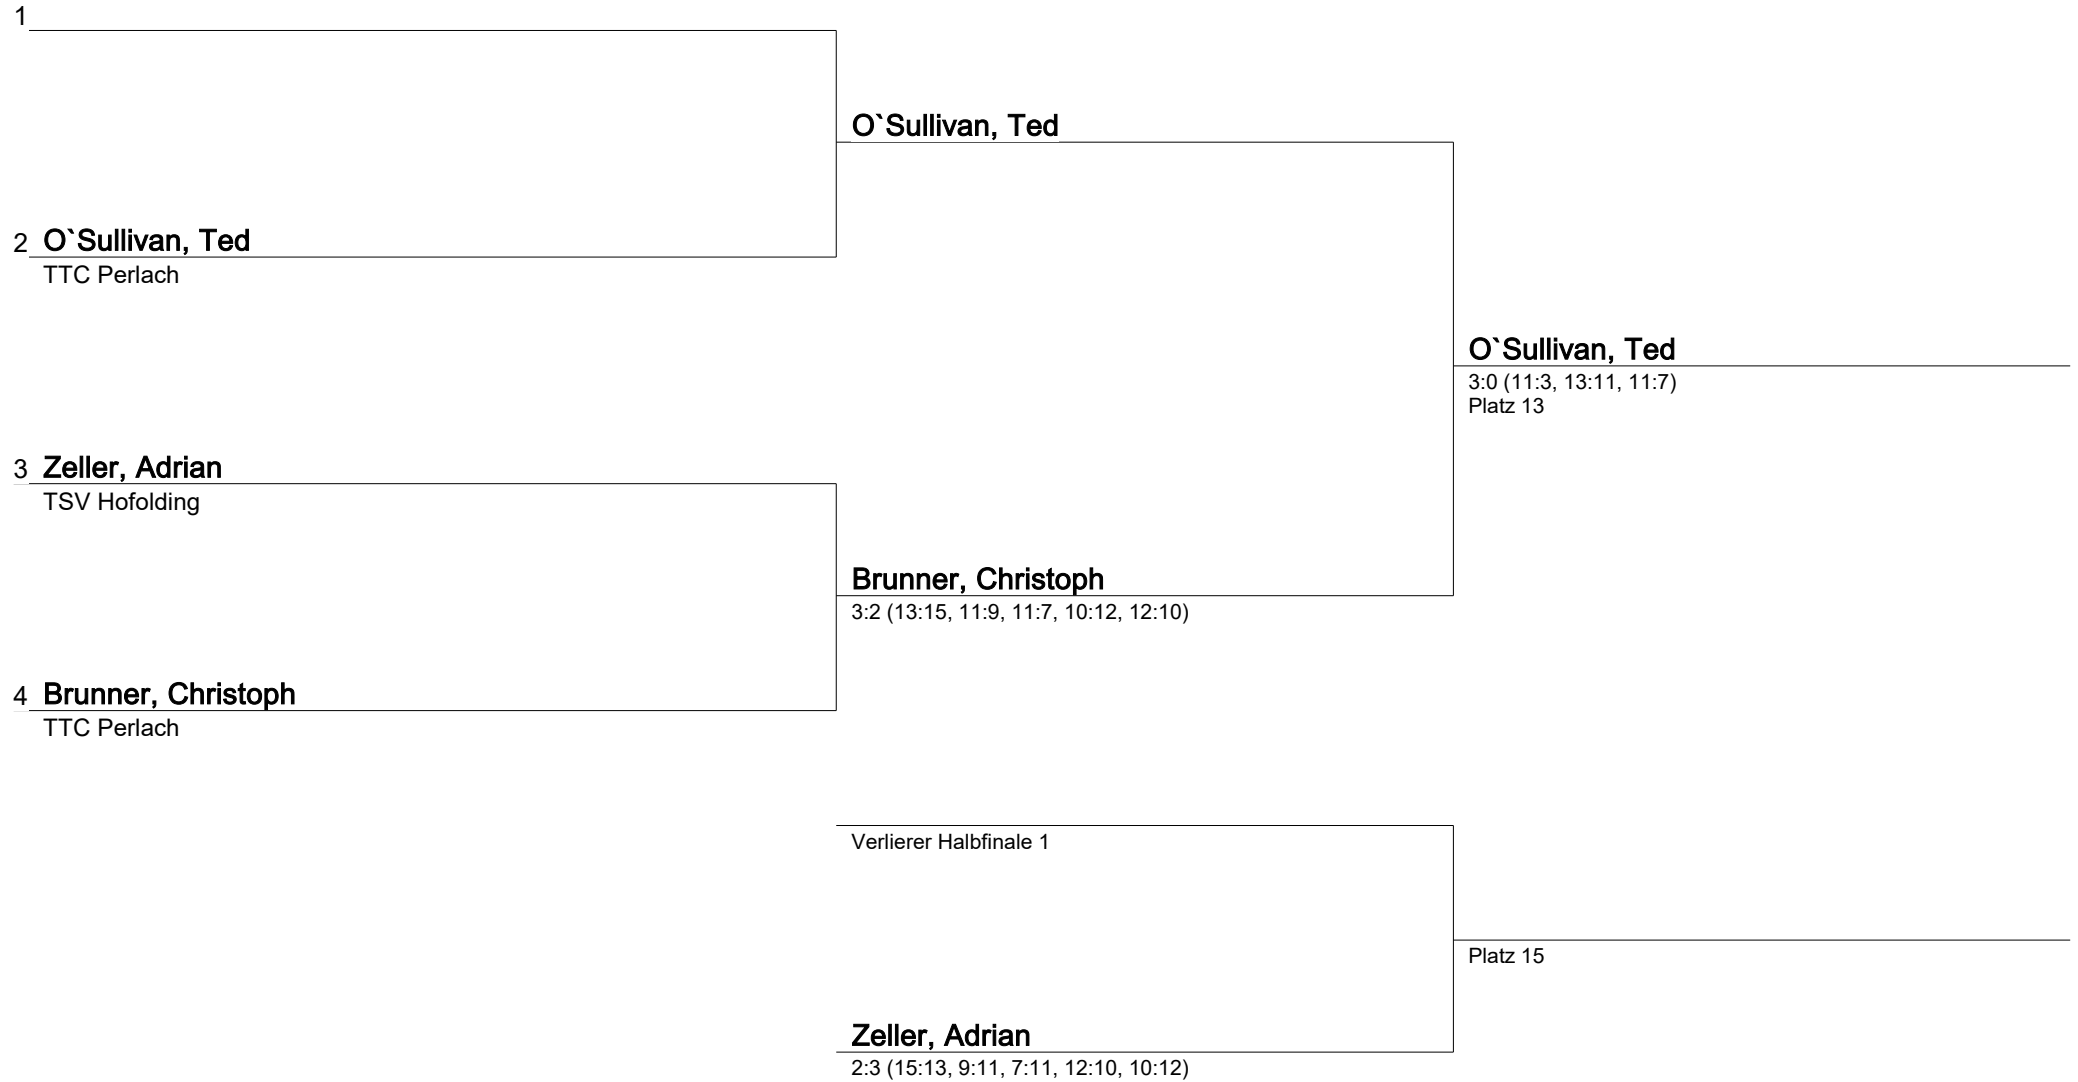 1
O`Sullivan, Ted
2 O`Sullivan, Ted
TTC Perlach
O`Sullivan, Ted
3:0 (11:3, 13:11, 11:7)
Platz 13
3 Zeller, Adrian
TSV Hofolding
Brunner, Christoph
3:2 (13:15, 11:9, 11:7, 10:12, 12:10)
4 Brunner, Christoph
TTC Perlach
Verlierer Halbfinale 1
Platz 15
Zeller, Adrian
2:3 (15:13, 9:11, 7:11, 12:10, 10:12)